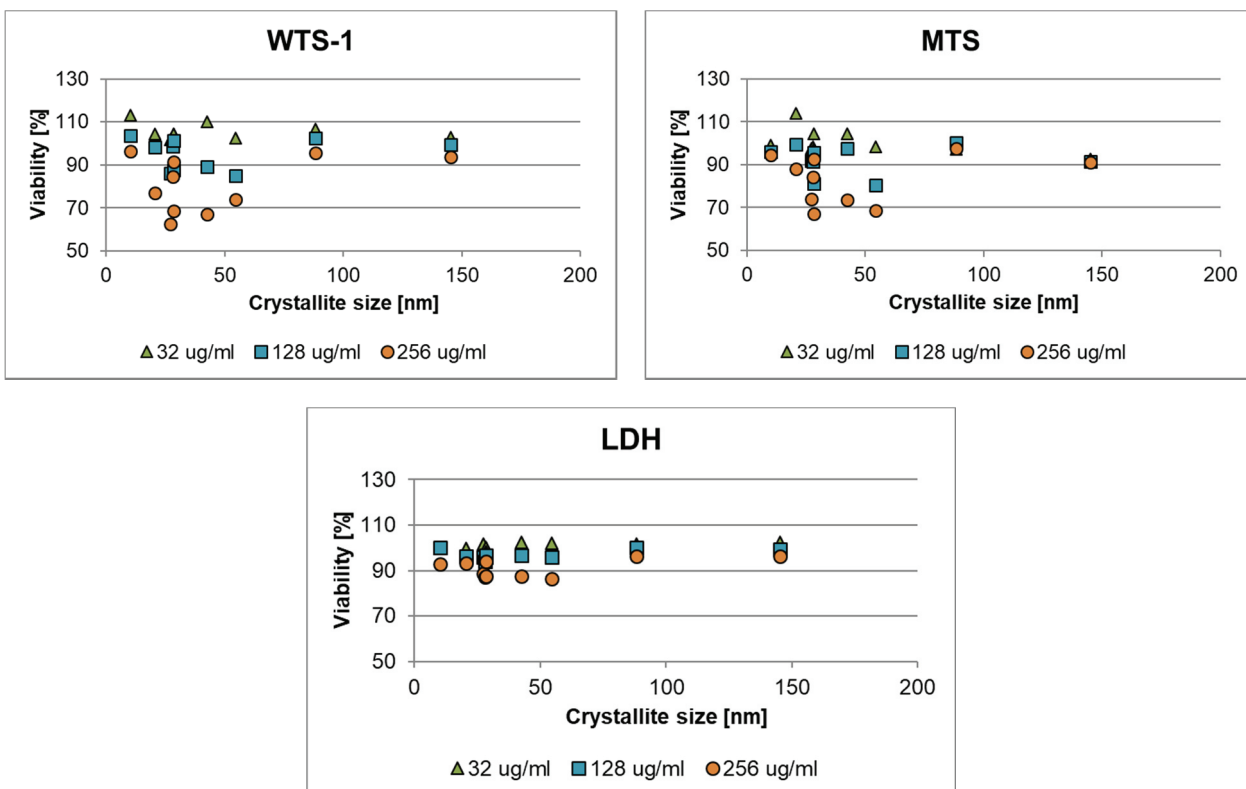 WTS-1
130
110
90
70
50
Viability [%]
0 50 100 150 200
Crystallite size [nm]
32 ug/ml 128 ug/ml 256 ug/ml
MTS
130
110
90
70
50
Viability [%]
0 50 100 150 200
Crystallite size [nm]
32 ug/ml 128 ug/ml 256 ug/ml
LDH
130
110
90
70
50
Viability [%]
0 50 100 150 200
Crystallite size [nm]
32 ug/ml 128 ug/ml 256 ug/ml